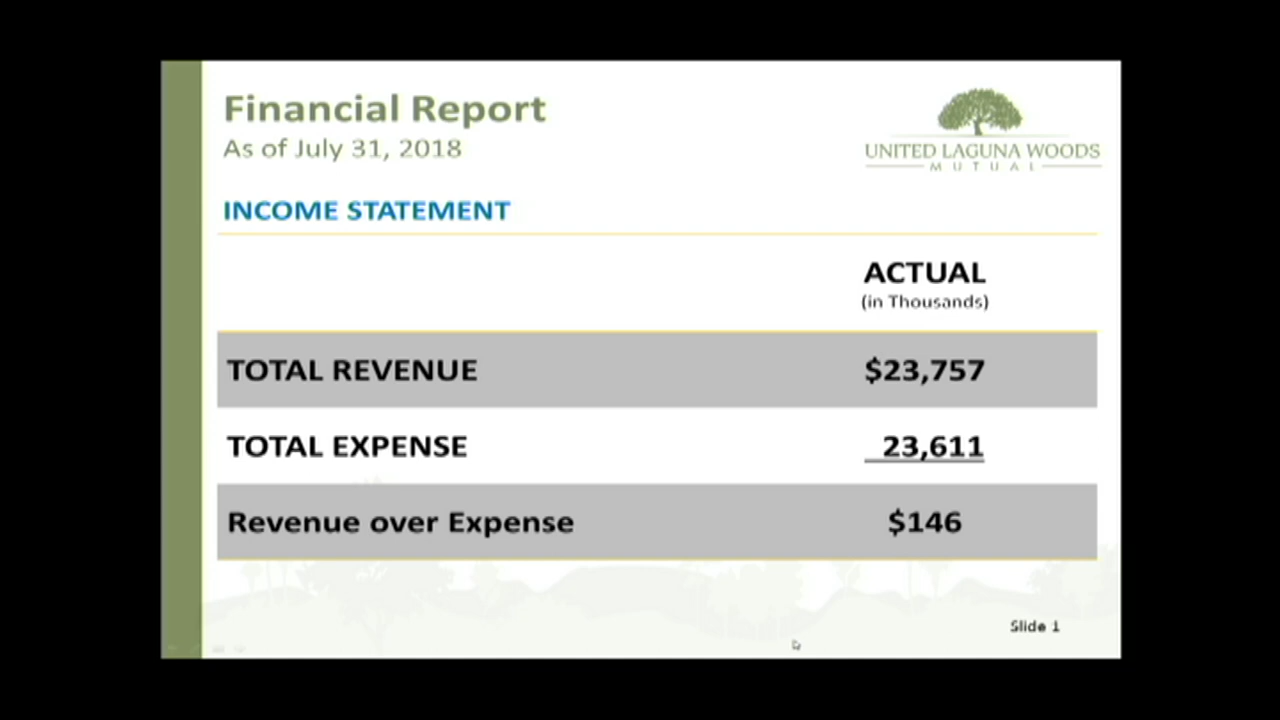 Financial Report
As of July 31, 2018
UNITED LAGUNA WOODS
MUTUAL
INCOME STATEMENT
ACTUAL
(in Thousands)
TOTAL REVENUE $23,757
TOTAL EXPENSE 23,611
Revenue over Expense $146
Slide 1